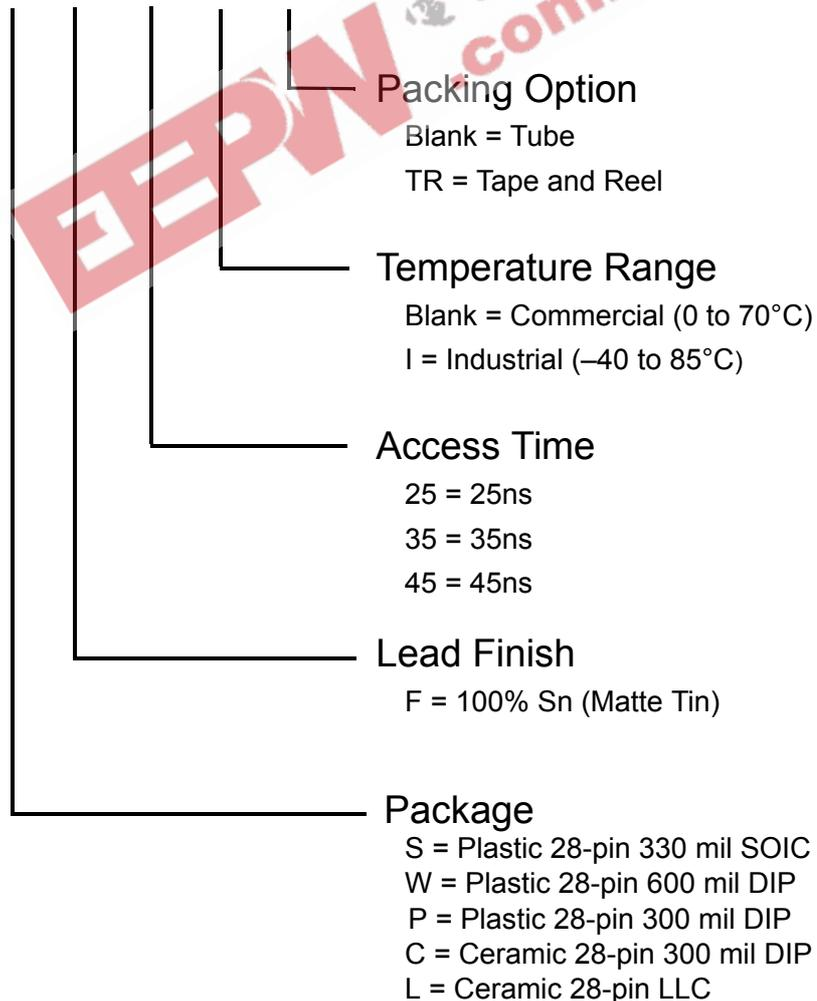 EEPW .com
Packing Option
Blank = Tube
TR = Tape and Reel
Temperature Range
Blank = Commercial (0 to 70°C)
I = Industrial (–40 to 85°C)
Access Time
25 = 25ns
35 = 35ns
45 = 45ns
Lead Finish
F = 100% Sn (Matte Tin)
Package
S = Plastic 28-pin 330 mil SOIC
W = Plastic 28-pin 600 mil DIP
P = Plastic 28-pin 300 mil DIP
C = Ceramic 28-pin 300 mil DIP
L = Ceramic 28-pin LLC